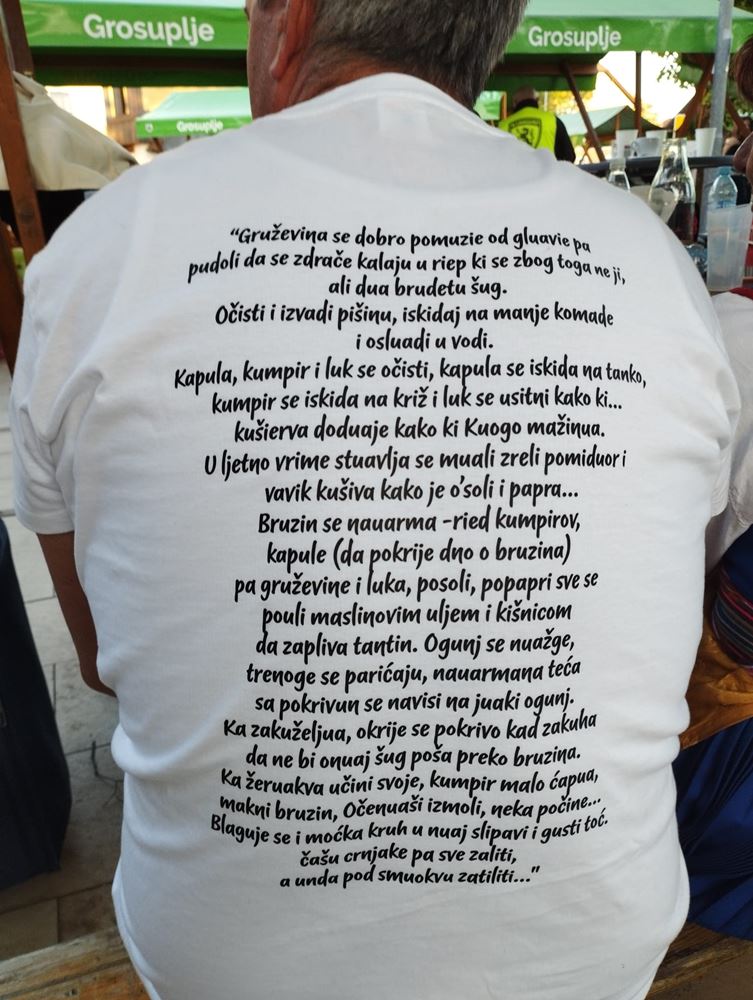 Grosuplje
Grosuplje
Grosuplje
“Gruževina se dobro pomuzie od gluavie pa
pudoli da se zdrače kalaju u riep ki se zbog toga ne ji,
ali dua brudetu šug.
Očisti i izvadi pišinu, iskidaj na manje komade
i osluadi u vodi.
Kapula, kumpir i luk se očisti, kapula se iskida na tanko,
kumpir se iskida na križ i luk se usitni kako ki...
kušierva doduaje kako ki Kuogo mažinua.
U ljetno vrime stuavlja se muali zreli pomiduor i
vavik kušiva kako je o’soli i papra...
Bruzin se nauarma -ried kumpirov,
kapule (da pokrije dno o bruzina)
pa gruževine i luka, posoli, popapri sve se
pouli maslinovim uljem i kišnicom
da zapliva tantin. Ogunj se nuažge,
trenoge se parićaju, nauarmana teća
sa pokrivun se navisi na juaki ogunj.
Ka zakuželjua, okrije se pokrivo kad zakuha
da ne bi onuaj šug poša preko bruzina.
Ka žeruakva učini svoje, kumpir malo ćapua,
makni bruzin, Očenuaši izmoli, neka počine...
Blaguje se i moćka kruh u nuaj slipavi i gusti toć.
čašu crnjake pa sve zaliti,
a unda pod smuokvu zatiliti...”